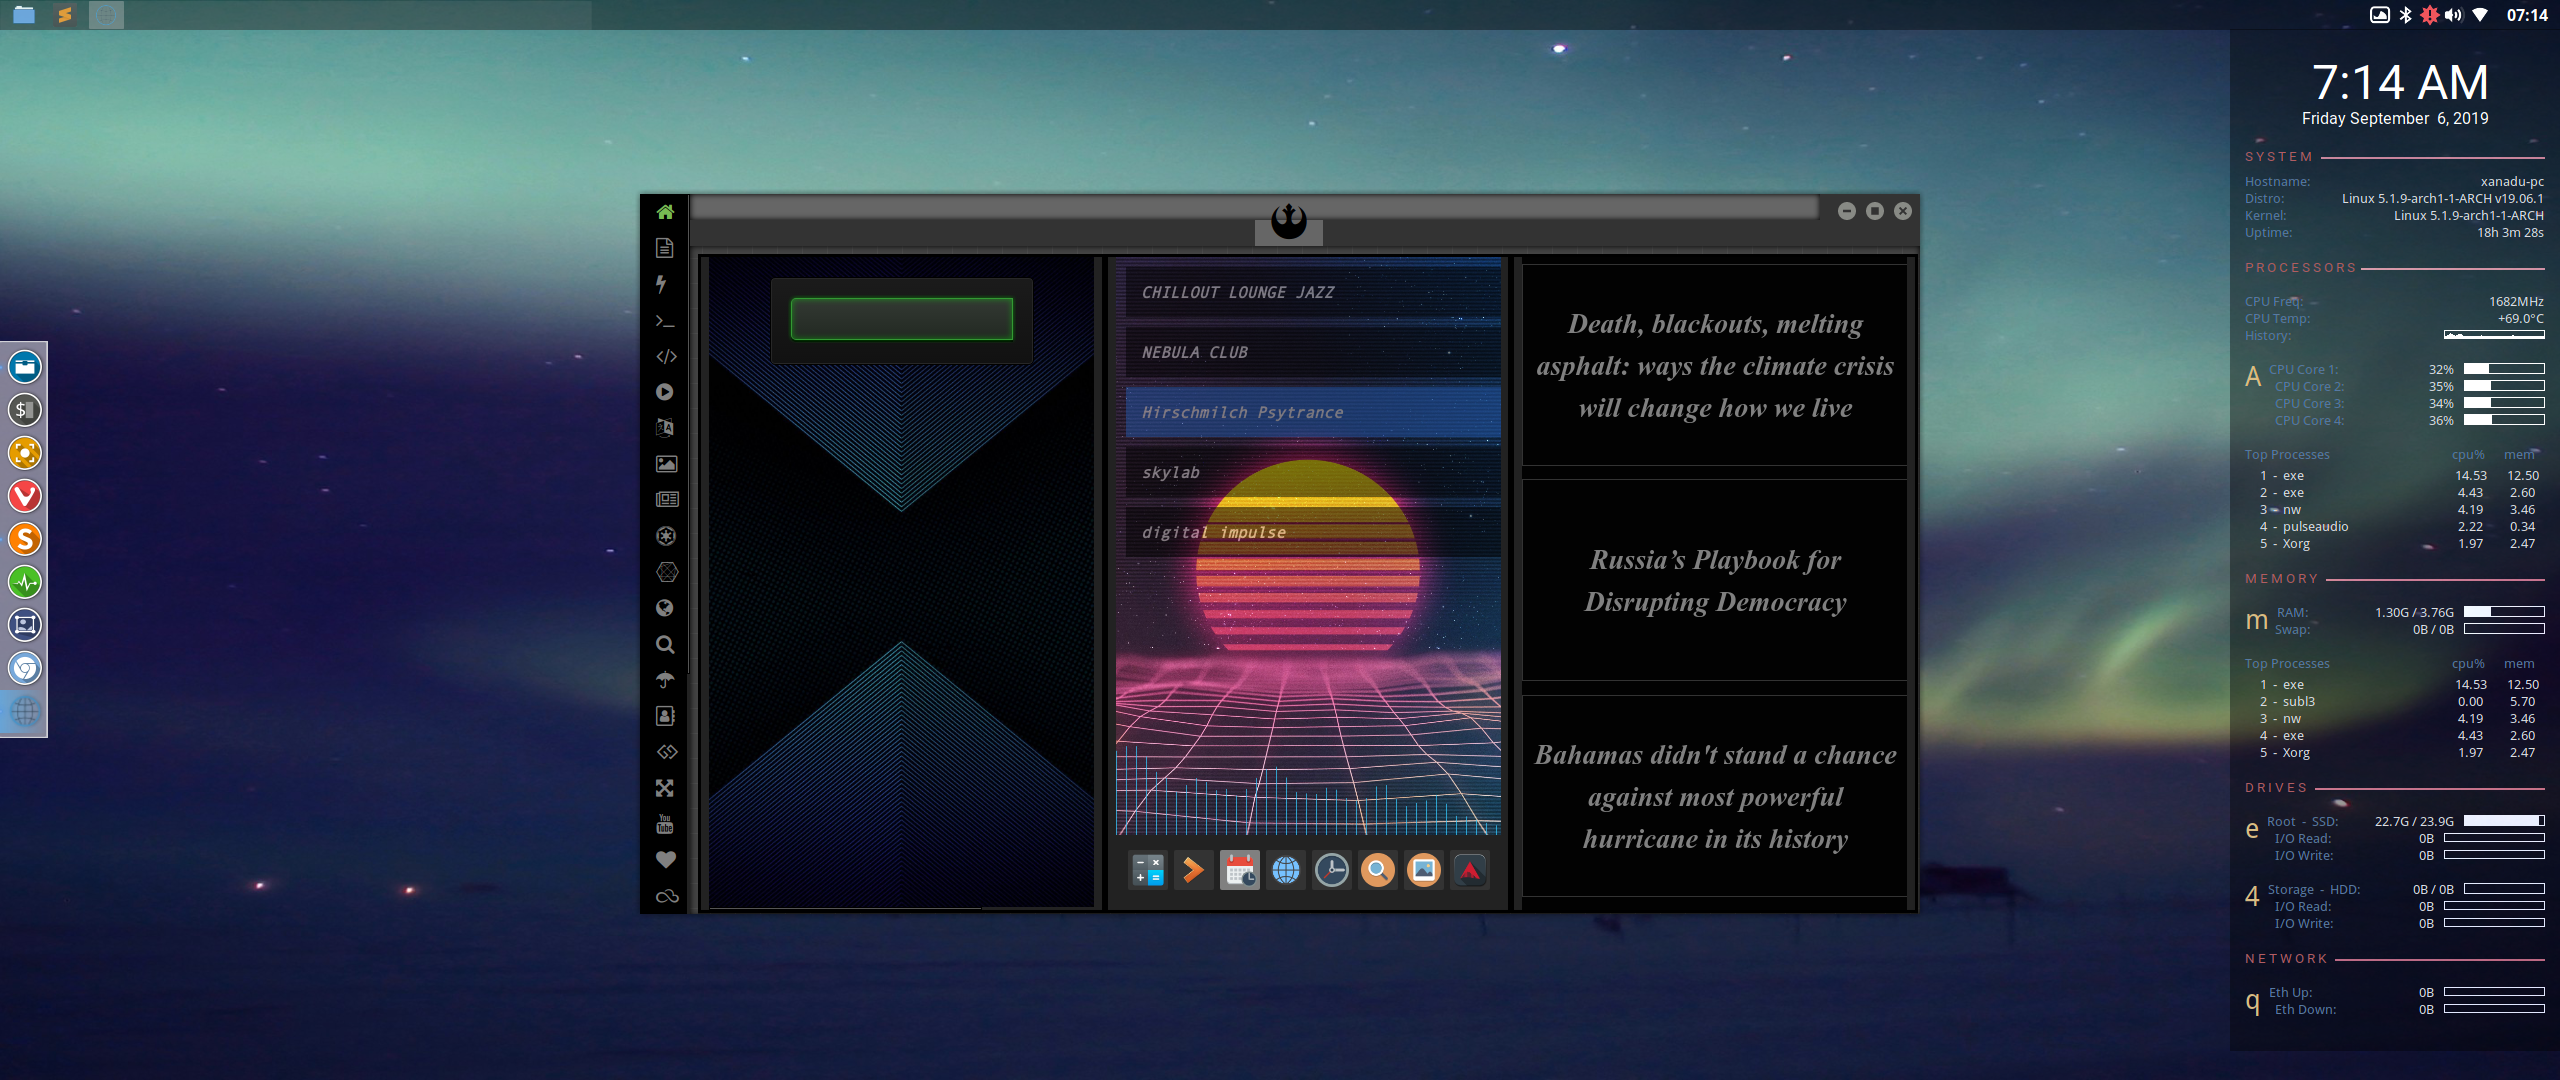 07:14
7:14 AM
Friday September 6, 2019
SYSTEM
Hostname: xanadu-pc
Distro: Linux 5.1.9-arch1-1-ARCH v19.06.1
Kernel: Linux 5.1.9-arch1-1-ARCH
Uptime: 18h 3m 28s
PROCESSORS
CPU Freq: 1682MHz
CPU Temp: +69.0°C
History:
A CPU Core 1: 32%
CPU Core 2: 35%
CPU Core 3: 34%
CPU Core 4: 36%
Top Processes cpu% mem
1 - exe 14.53 12.50
2 - exe 4.43 2.60
3 - nw 4.19 3.46
4 - pulseaudio 2.22 0.34
5 - Xorg 1.97 2.47
MEMORY
m RAM: 1.30G / 3.76G
Swap: 0B / 0B
Top Processes cpu% mem
1 - exe 14.53 12.50
2 - subl3 0.00 5.70
3 - nw 4.19 3.46
4 - exe 4.43 2.60
5 - Xorg 1.97 2.47
DRIVES
e Root - SSD: 22.7G / 23.9G
I/O Read: 0B
I/O Write: 0B
4 Storage - HDD: 0B / 0B
I/O Read: 0B
I/O Write: 0B
NETWORK
q Eth Up: 0B
Eth Down: 0B
CHILLOUT LOUNGE JAZZ
NEBULA CLUB
Hirschmilch Psytrance
skylab
digital impulse
Death, blackouts, melting
asphalt: ways the climate crisis
will change how we live
Russia’s Playbook for
Disrupting Democracy
Bahamas didn't stand a chance
against most powerful
hurricane in its history
You
Tube